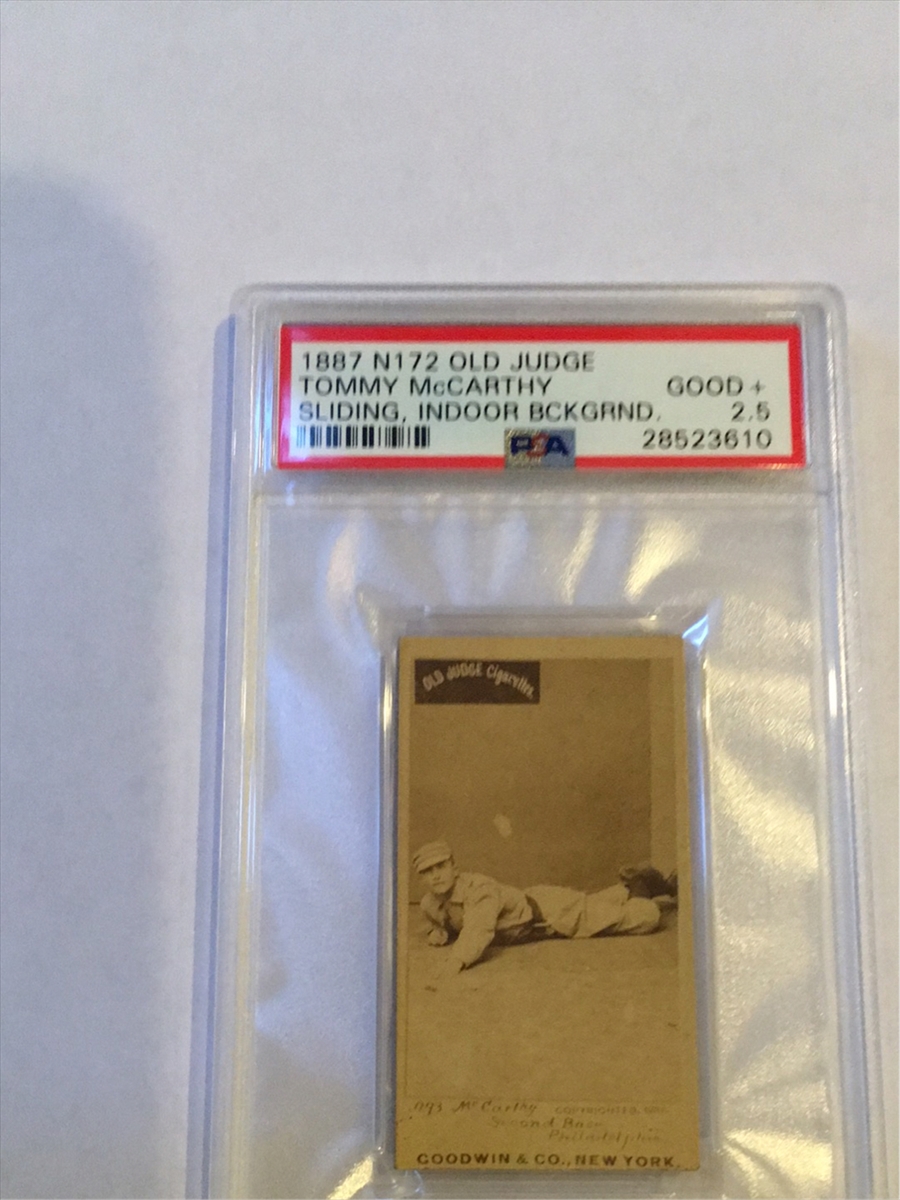 1887 N172 OLD JUDGE
TOMMY McCARTHY GOOD +
SLIDING, INDOOR BCKGRND. 2.5
PSA 28523610
OLD JUDGE Cigarettes.
McCarthy COPYRIGHTED
Second Base
Philadelphia
GOODWIN & CO., NEW YORK.